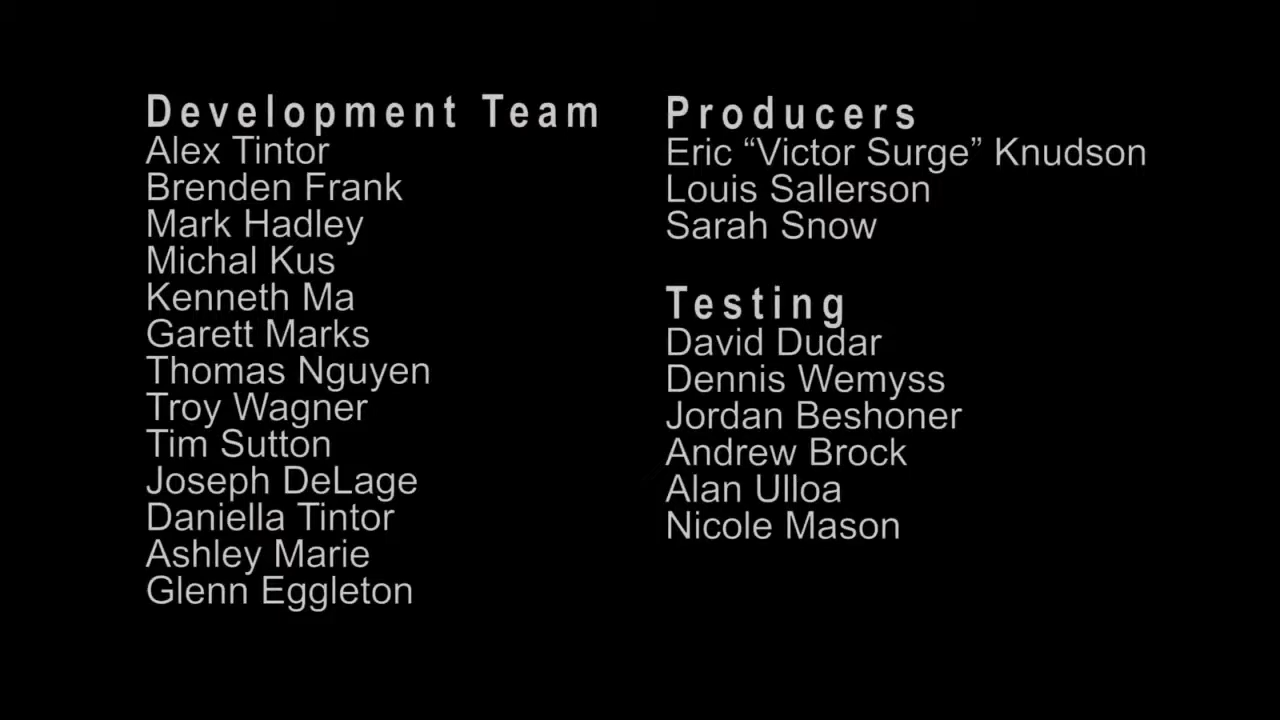 Development Team
Alex Tintor
Brenden Frank
Mark Hadley
Michal Kus
Kenneth Ma
Garett Marks
Thomas Nguyen
Troy Wagner
Tim Sutton
Joseph DeLage
Daniella Tintor
Ashley Marie
Glenn Eggleton
Producers
Eric “Victor Surge” Knudson
Louis Sallerson
Sarah Snow
Testing
David Dudar
Dennis Wemyss
Jordan Beshoner
Andrew Brock
Alan Ulloa
Nicole Mason